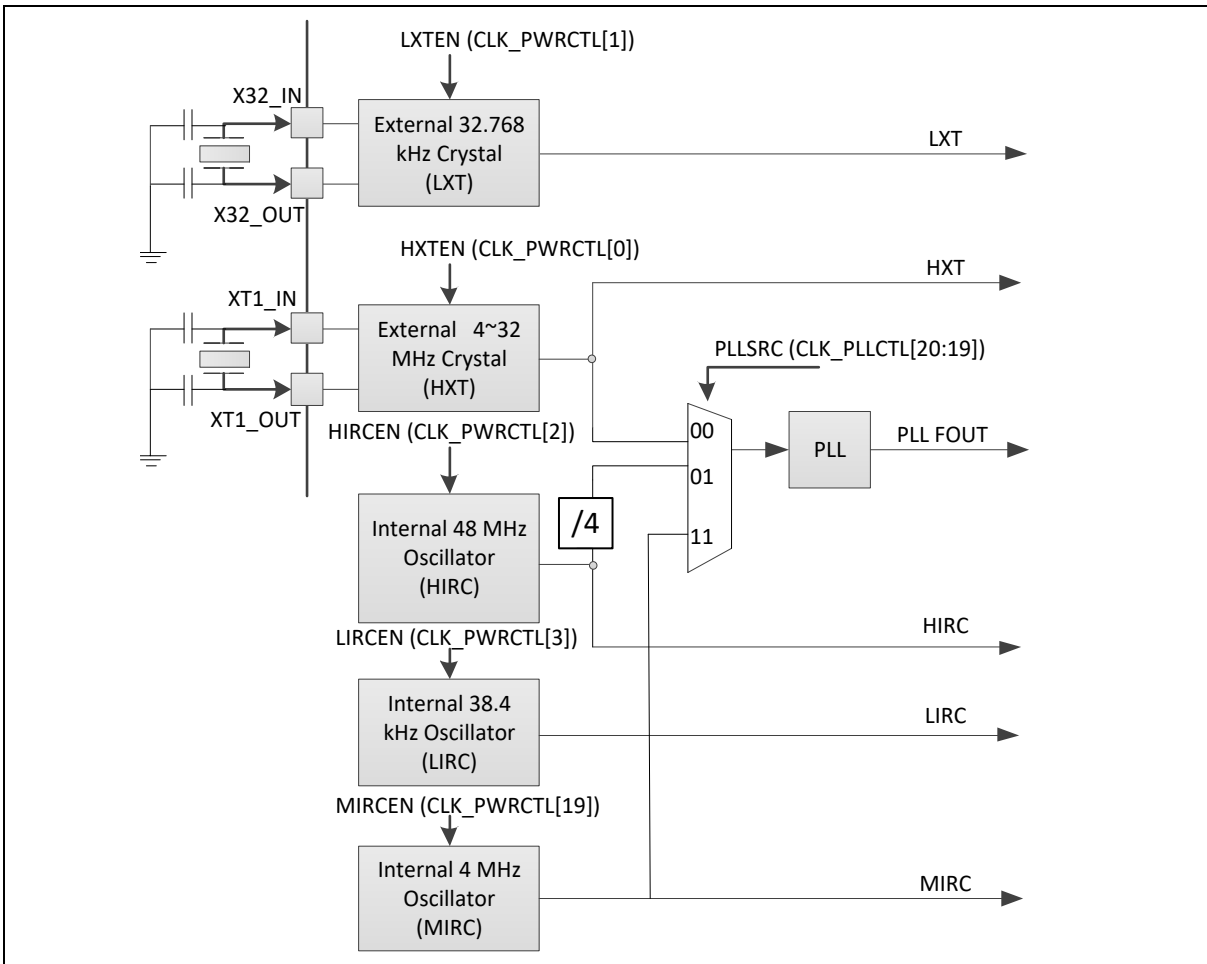 LXTEN (CLK_PWRCTL[1])
X32_IN
External 32.768
kHz Crystal
(LXT)
LXT
X32_OUT
HXTEN (CLK_PWRCTL[0])
HXT
XT1_IN
External 4~32
MHz Crystal
(HXT)
PLLSRC (CLK_PLLCTL[20:19])
XT1_OUT
HIRCEN (CLK_PWRCTL[2])
00
01
11
PLL
PLL FOUT
/4
Internal 48 MHz
Oscillator
(HIRC)
HIRC
LIRCEN (CLK_PWRCTL[3])
Internal 38.4
kHz Oscillator
(LIRC)
LIRC
MIRCEN (CLK_PWRCTL[19])
Internal 4 MHz
Oscillator
(MIRC)
MIRC